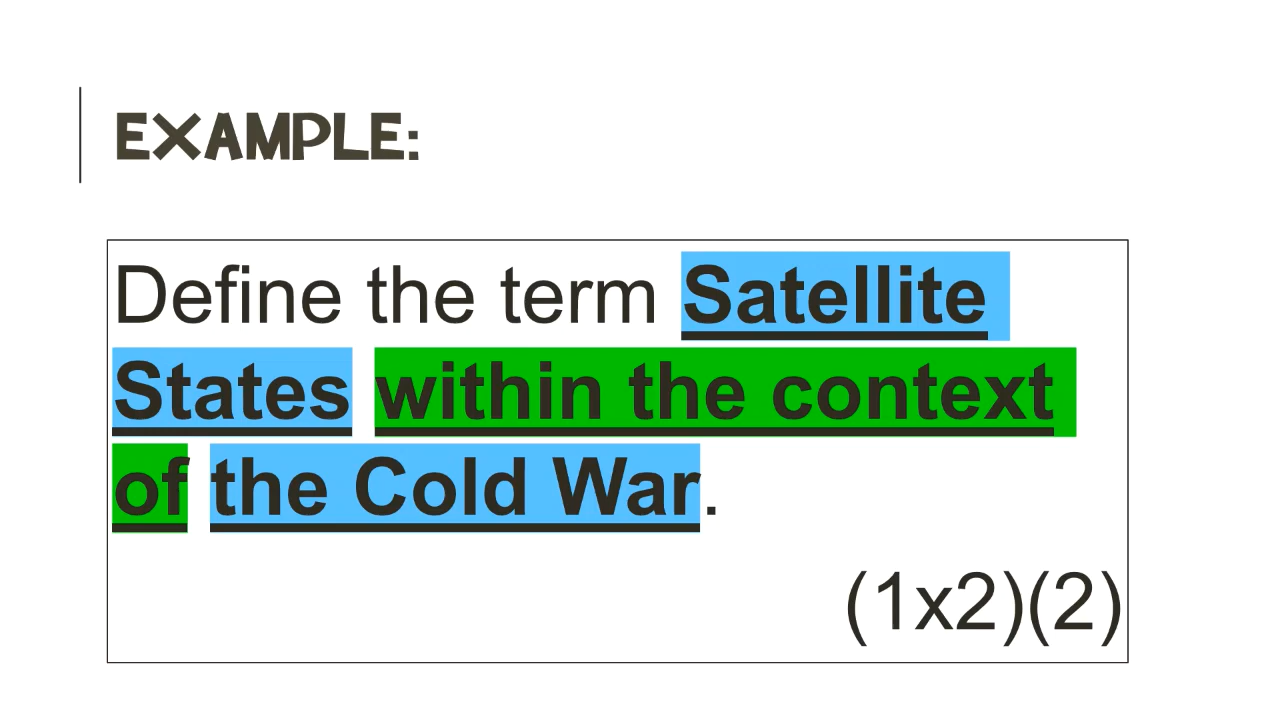 EXAMPLE:
Define the term Satellite
States within the context
of the Cold War.
(1x2)(2)